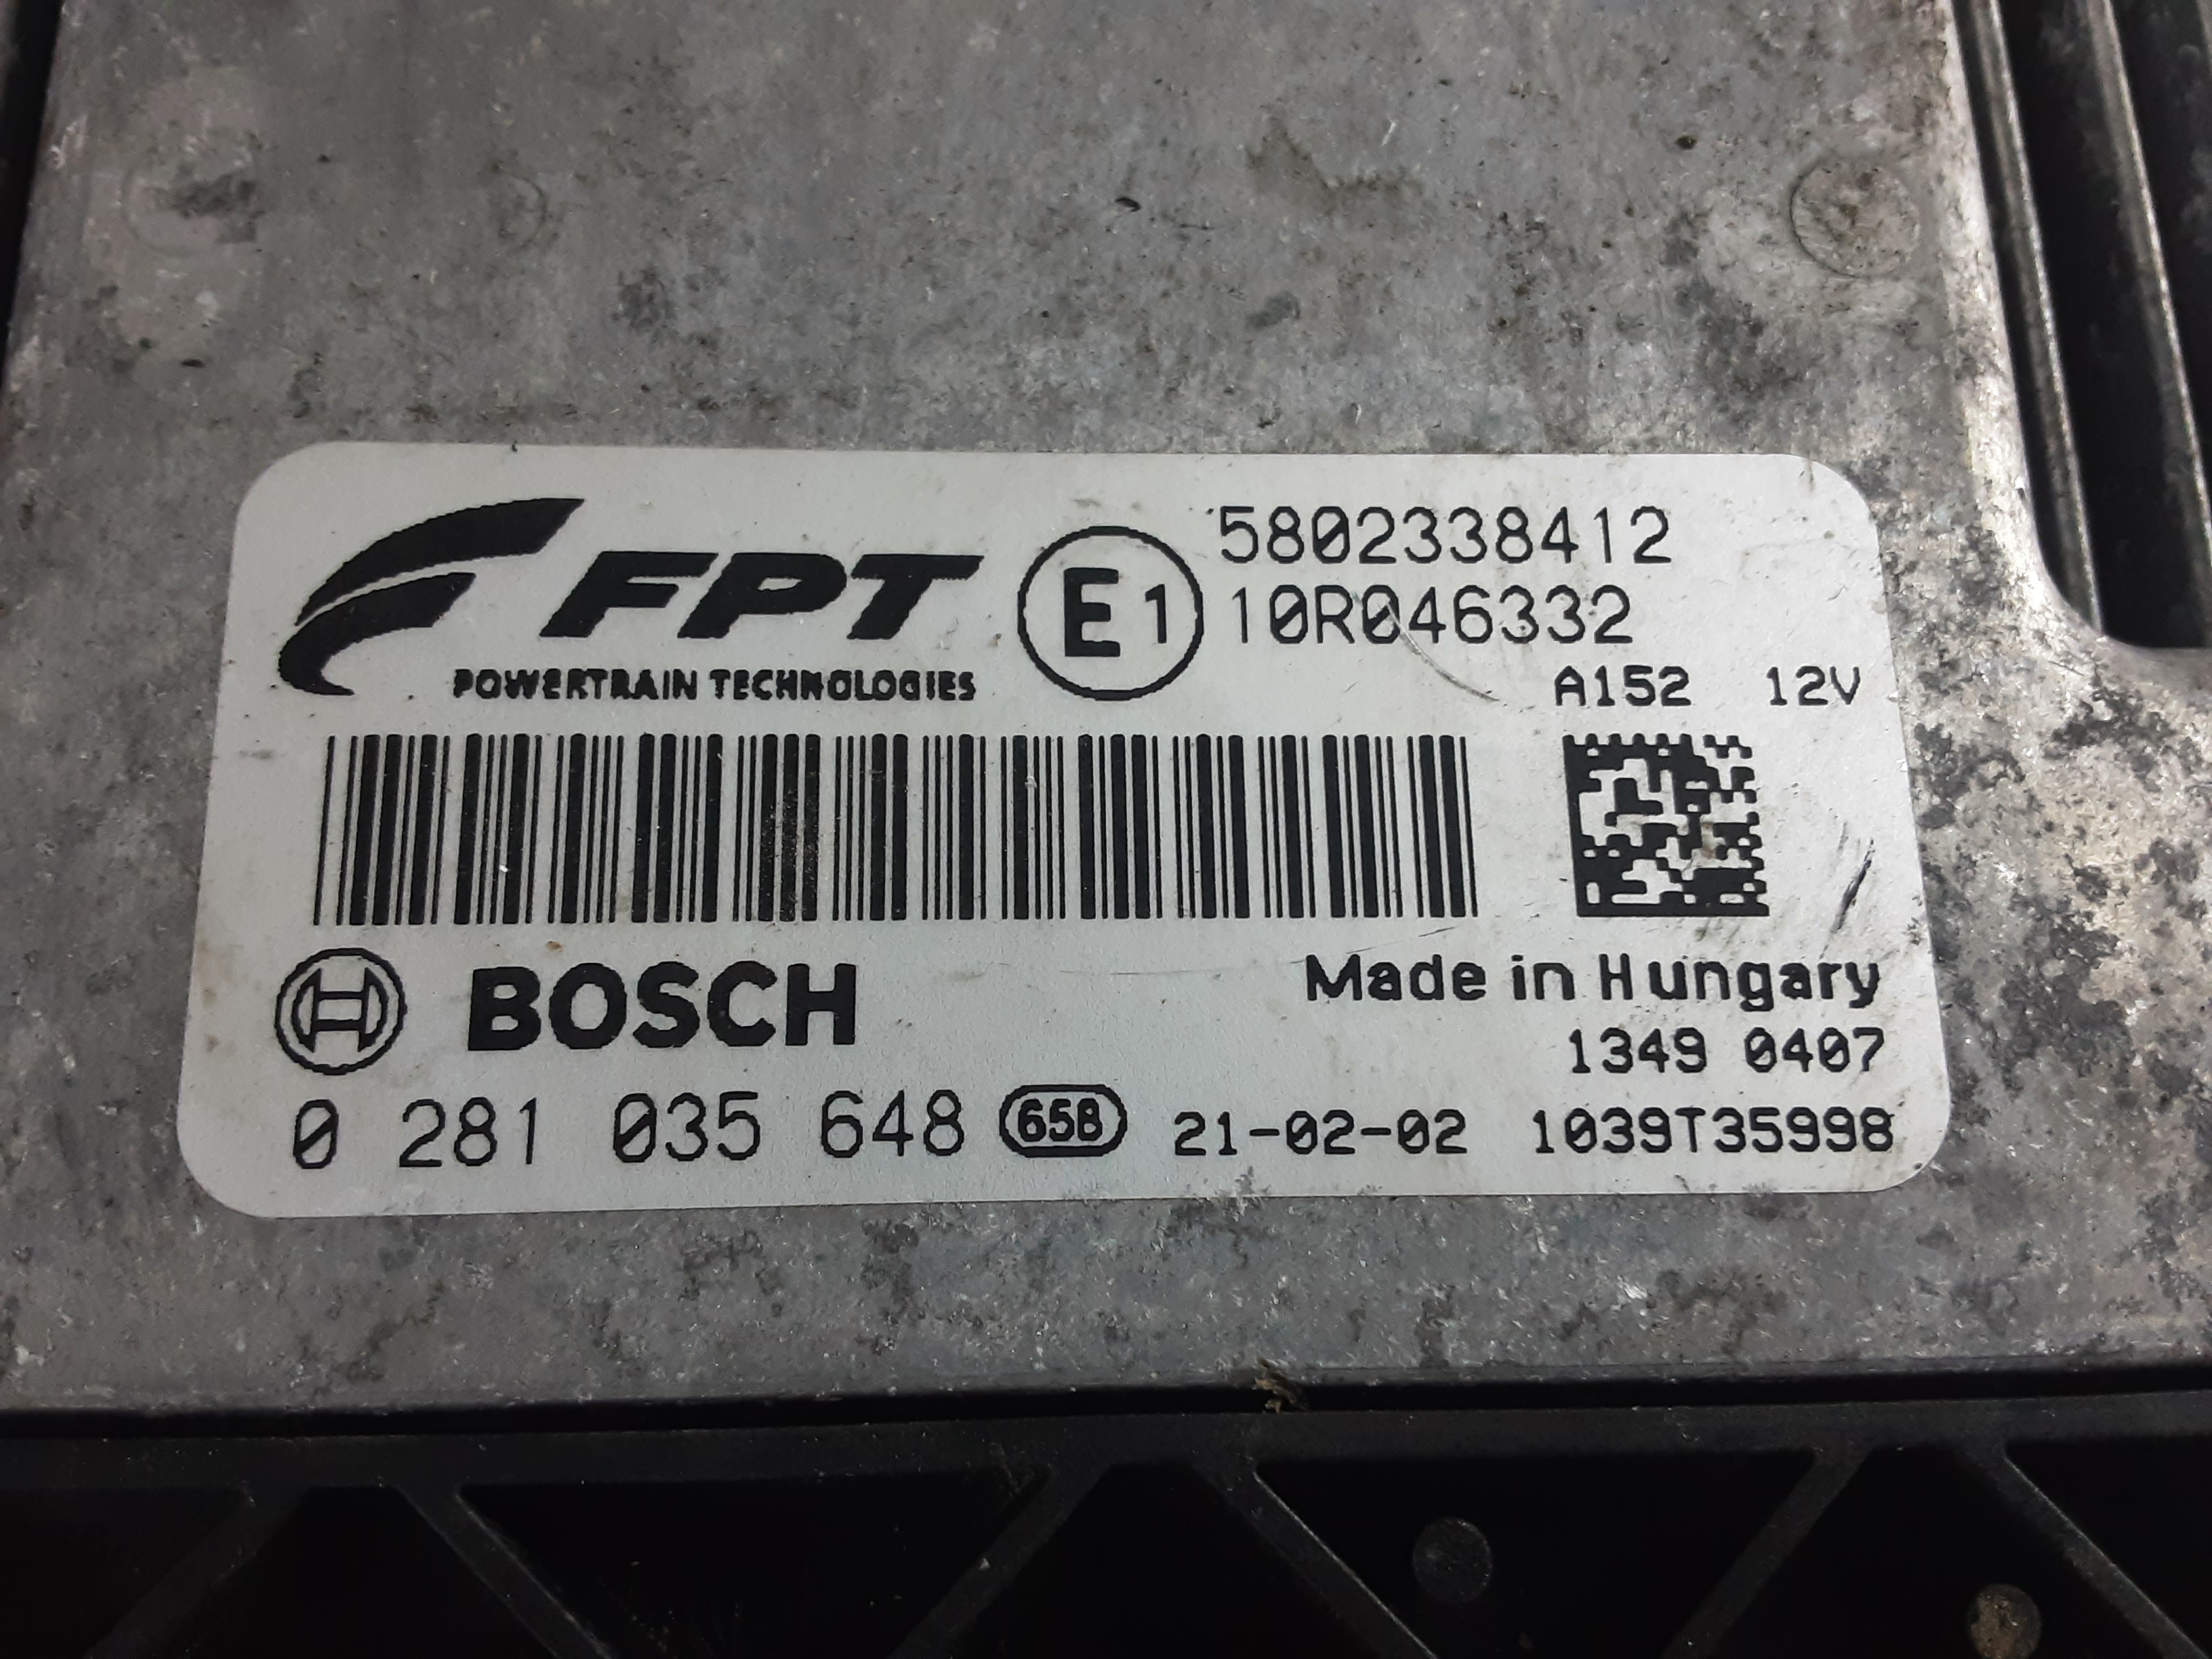 FPT
POWERTRAIN TECHNOLOGIES
E1
5802338412
10R046332
A152 12V
BOSCH
Made in Hungary
1349 0407
0 281 035 648 65B 21-02-02 1039T35998